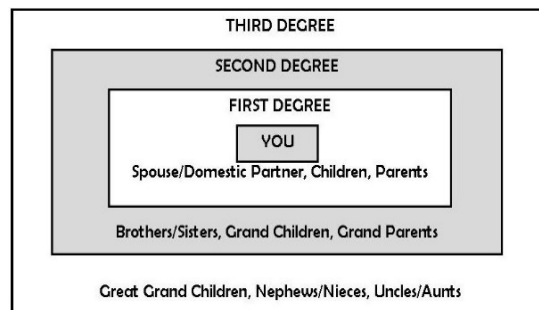 THIRD DEGREE
SECOND DEGREE
FIRST DEGREE
YOU
Spouse/Domestic Partner, Children, Parents
Brothers/Sisters, Grand Children, Grand Parents
Great Grand Children, Nephews/Nieces, Uncles/Aunts